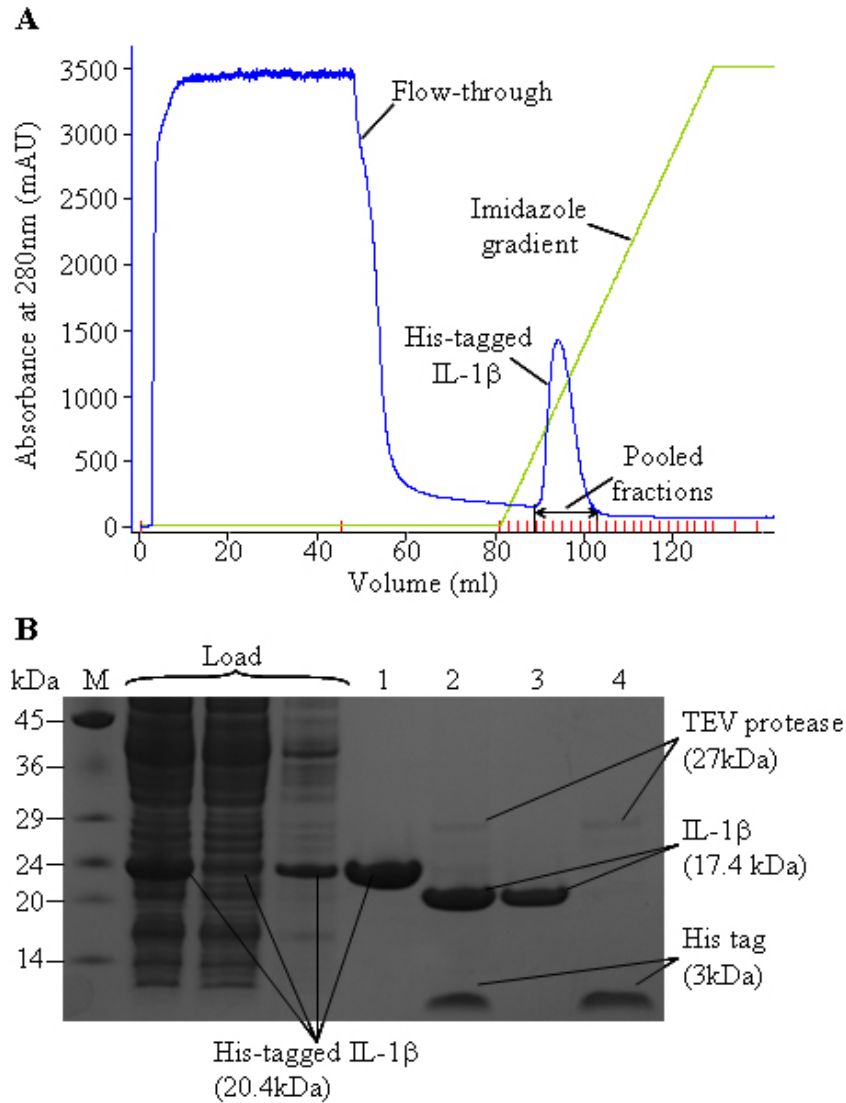 A
Absorbance at 280nm (mAU)
3500
3000
2500
2000
1500
1000
500
0
Flow-through
Imidazole
gradient
His-tagged
IL-1β
Pooled
fractions
0 20 40 60 80 100 120
Volume (ml)
B
Load
kDa M 1 2 3 4
45
36
29
24
20
14
TEV protease
(27kDa)
IL-1β
(17.4 kDa)
His tag
(3kDa)
His-tagged IL-1β
(20.4kDa)